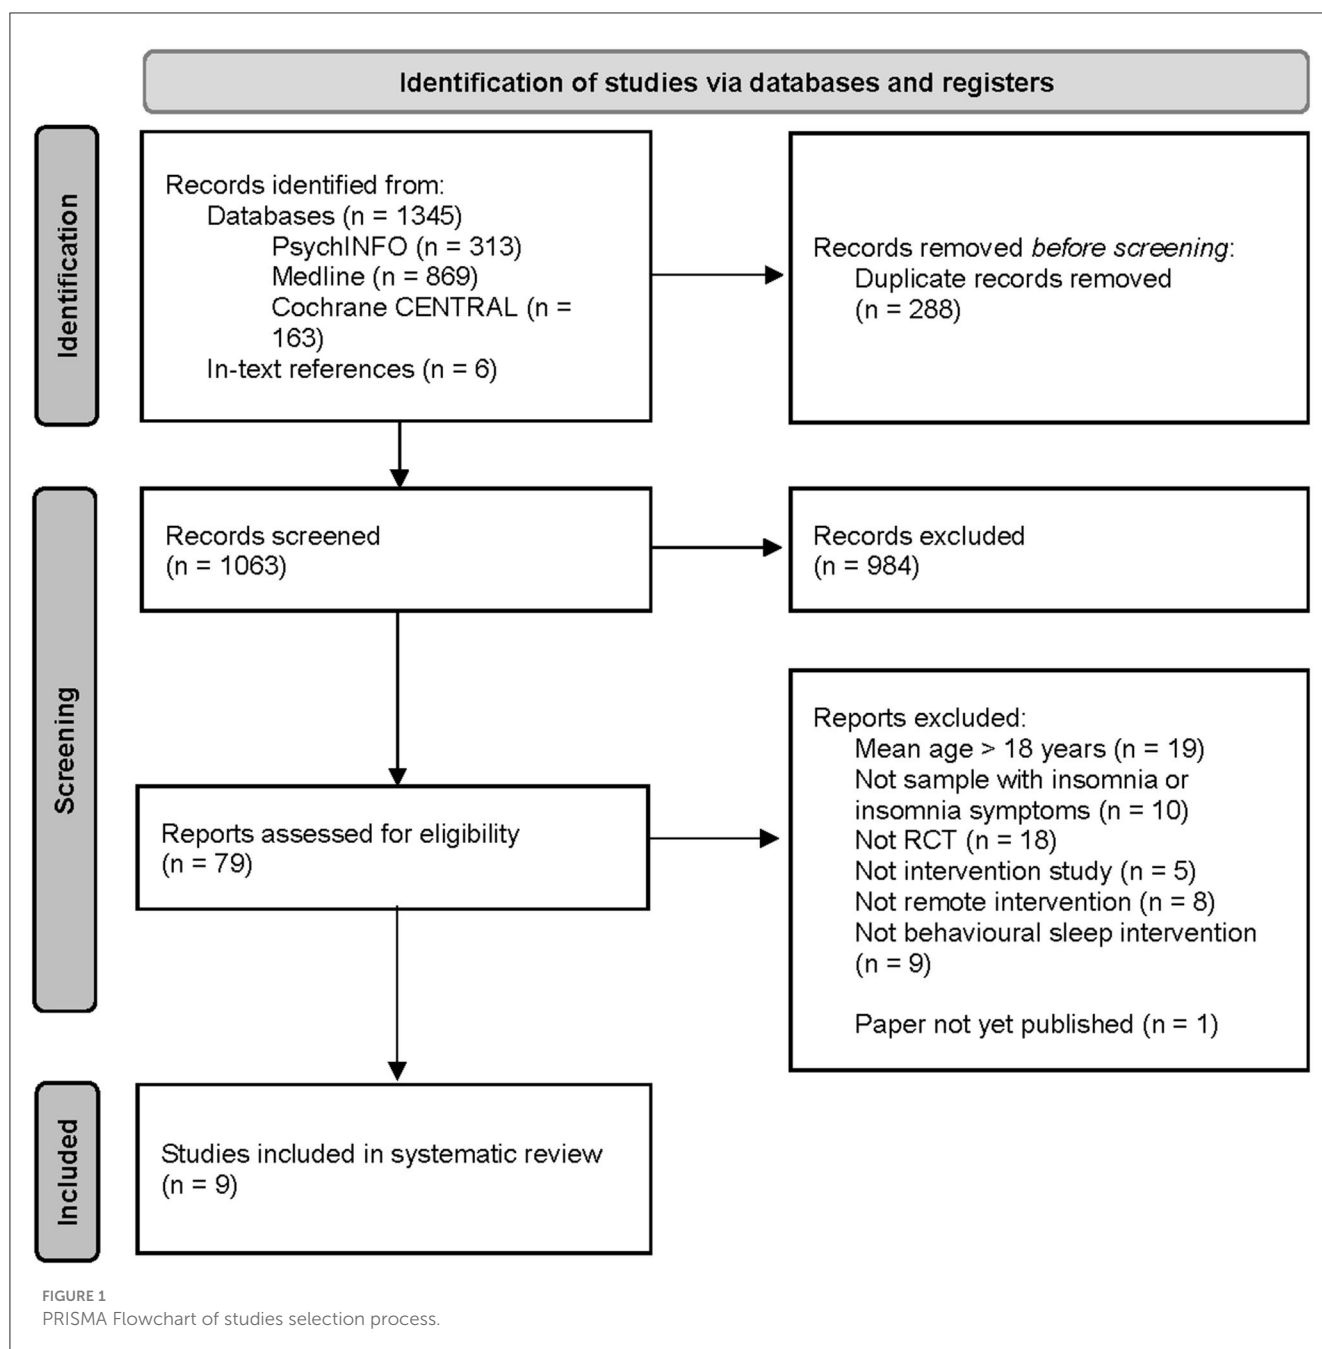 Identification of studies via databases and registers
Identification
Records identified from:
Databases (n = 1345)
PsychINFO (n = 313)
Medline (n = 869)
Cochrane CENTRAL (n =
163)
In-text references (n = 6)
Records removed before screening:
Duplicate records removed
(n = 288)
Screening
Records screened
(n = 1063)
Records excluded
(n = 984)
Reports assessed for eligibility
(n = 79)
Reports excluded:
Mean age > 18 years (n = 19)
Not sample with insomnia or
insomnia symptoms (n = 10)
Not RCT (n = 18)
Not intervention study (n = 5)
Not remote intervention (n = 8)
Not behavioural sleep intervention
(n = 9)
Paper not yet published (n = 1)
Included
Studies included in systematic review
(n = 9)
FIGURE 1
PRISMA Flowchart of studies selection process.